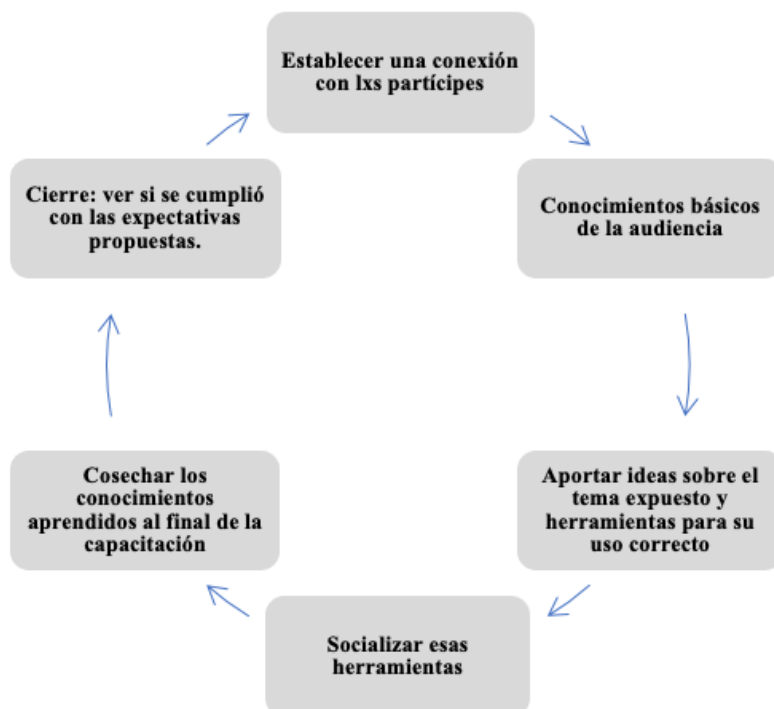 Establecer una conexión
con lxs partícipes
Conocimientos básicos
de la audiencia
Aportar ideas sobre el
tema expuesto y
herramientas para su
uso correcto
Socializar esas
herramientas
Cosechar los
conocimientos
aprendidos al final de la
capacitación
Cierre: ver si se cumplió
con las expectativas
propuestas.